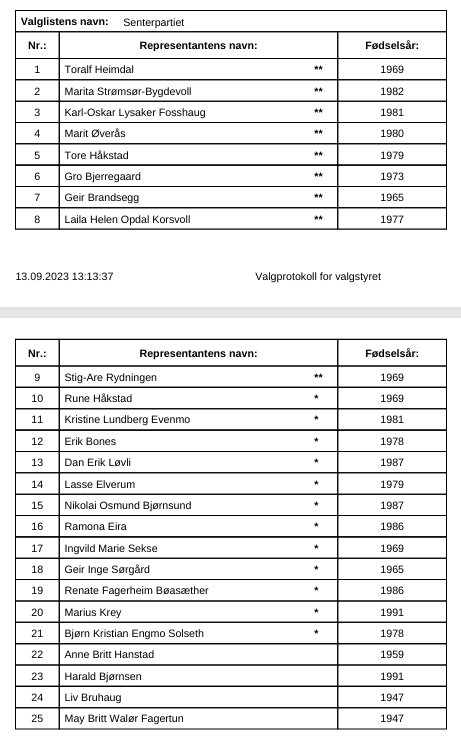 Valglistens navn: Senterpartiet
Nr.: Representantens navn: Fødselsår:
1 Toralf Heimdal ** 1969
2 Marita Strømsør-Bygdevoll ** 1982
3 Karl-Oskar Lysaker Fosshaug ** 1981
4 Marit Øverås ** 1980
5 Tore Håkstad ** 1979
6 Gro Bjerregaard ** 1973
7 Geir Brandsegg ** 1965
8 Laila Helen Opdal Korsvoll ** 1977
13.09.2023 13:13:37 Valgprotokoll for valgstyret
Nr.: Representantens navn: Fødselsår:
9 Stig-Are Rydningen ** 1969
10 Rune Håkstad * 1969
11 Kristine Lundberg Evenmo * 1981
12 Erik Bones * 1978
13 Dan Erik Løvli * 1987
14 Lasse Elverum * 1979
15 Nikolai Osmund Bjørnsund * 1987
16 Ramona Eira * 1986
17 Ingvild Marie Sekse * 1969
18 Geir Inge Sørgård * 1965
19 Renate Fagerheim Bøasæther * 1986
20 Marius Krey * 1991
21 Bjørn Kristian Engmo Solseth * 1978
22 Anne Britt Hanstad 1959
23 Harald Bjørnsen 1991
24 Liv Bruhaug 1947
25 May Britt Walør Fagertun 1947